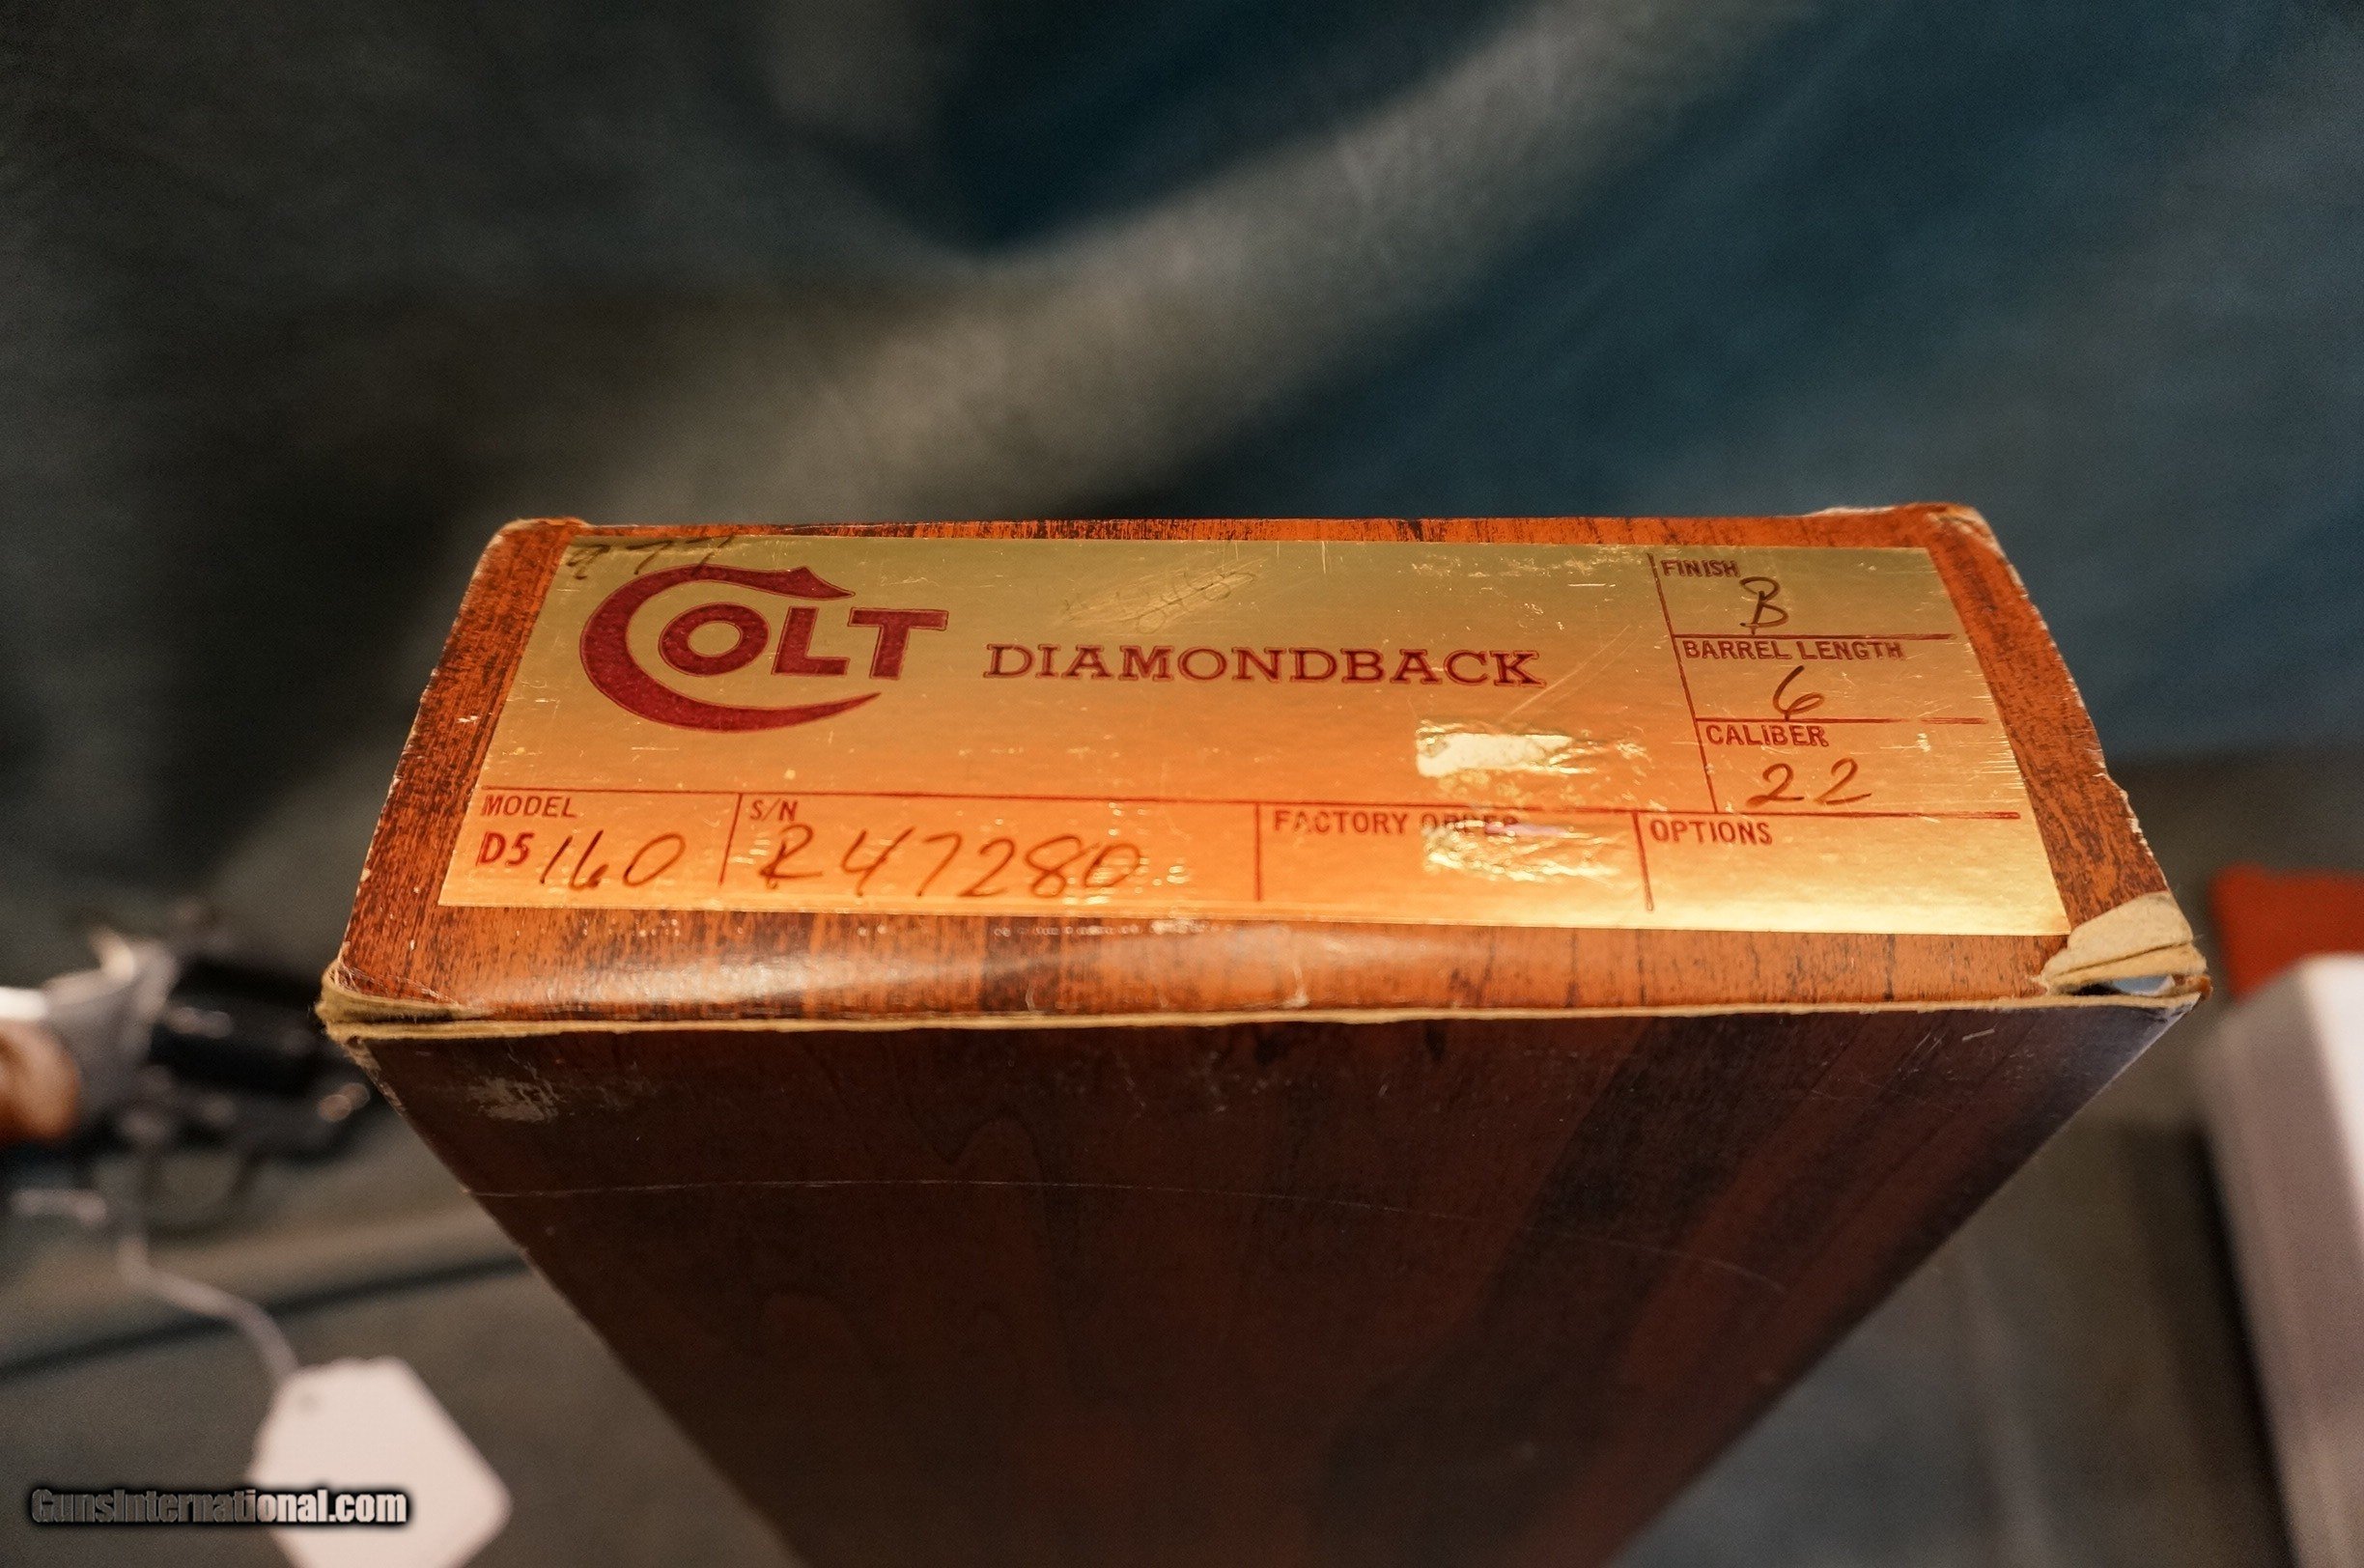 COLT DIAMONDBACK
FINISH
B
BARREL LENGTH
6
CALIBER
22
MODEL
D5160
S/N
R47280
FACTORY ORDER
OPTIONS
GunsInternational.com